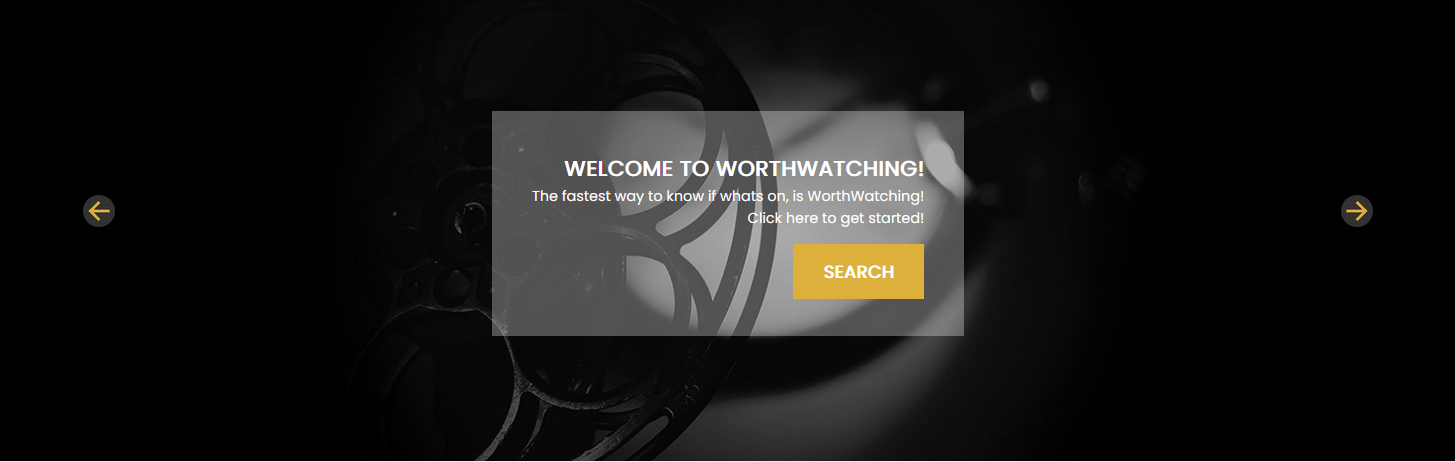 WELCOME TO WORTHWATCHING!
The fastest way to know if whats on, is WorthWatching!
Click here to get started!
SEARCH